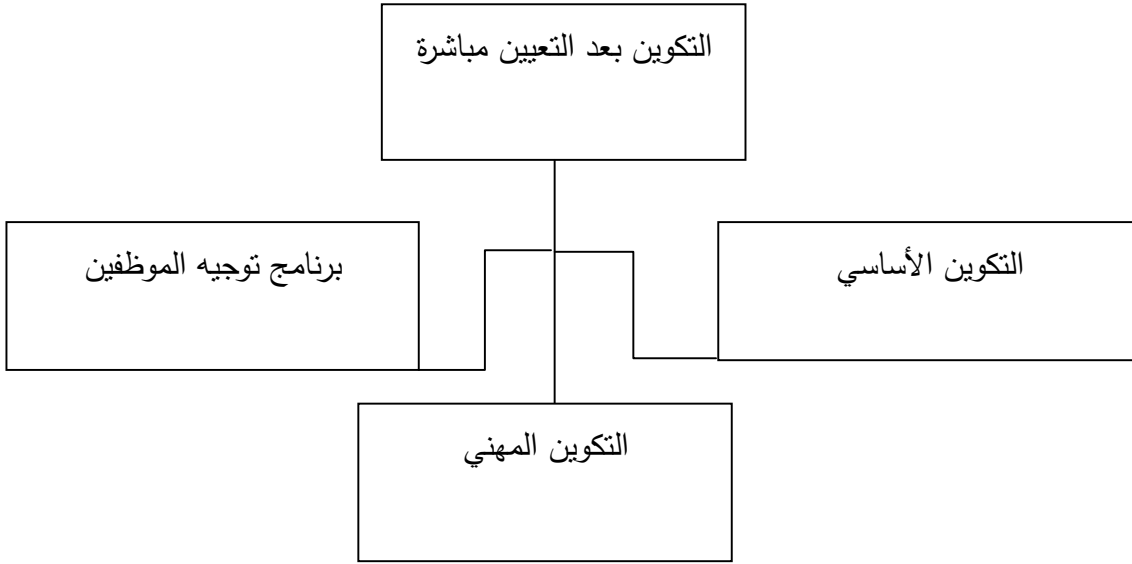 التكوين بعد التعيين مباشرة
التكوين الأساسي
برنامج توجيه الموظفين
التكوين المهني